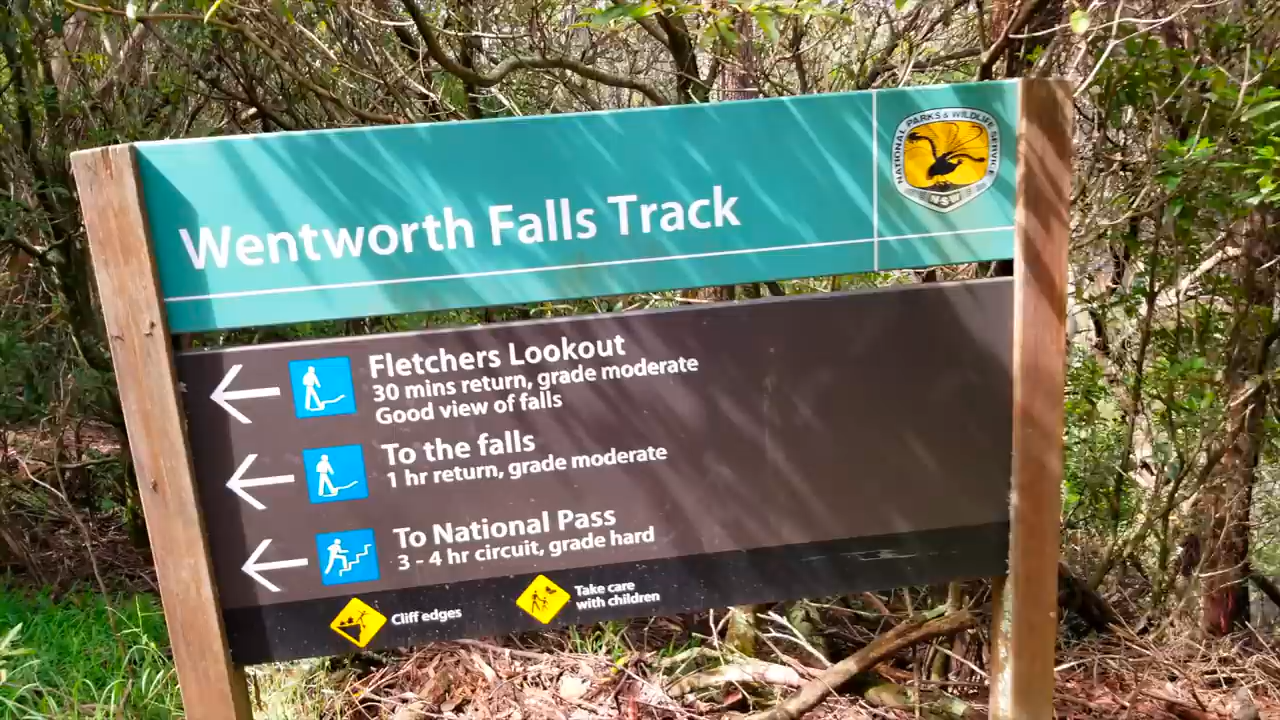 NATIONAL PARKS & WILDLIFE SERVICE
NSW
Wentworth Falls Track
Fletchers Lookout
30 mins return, grade moderate
Good view of falls
To the falls
1 hr return, grade moderate
To National Pass
3 - 4 hr circuit, grade hard
Cliff edges
Take care
with children